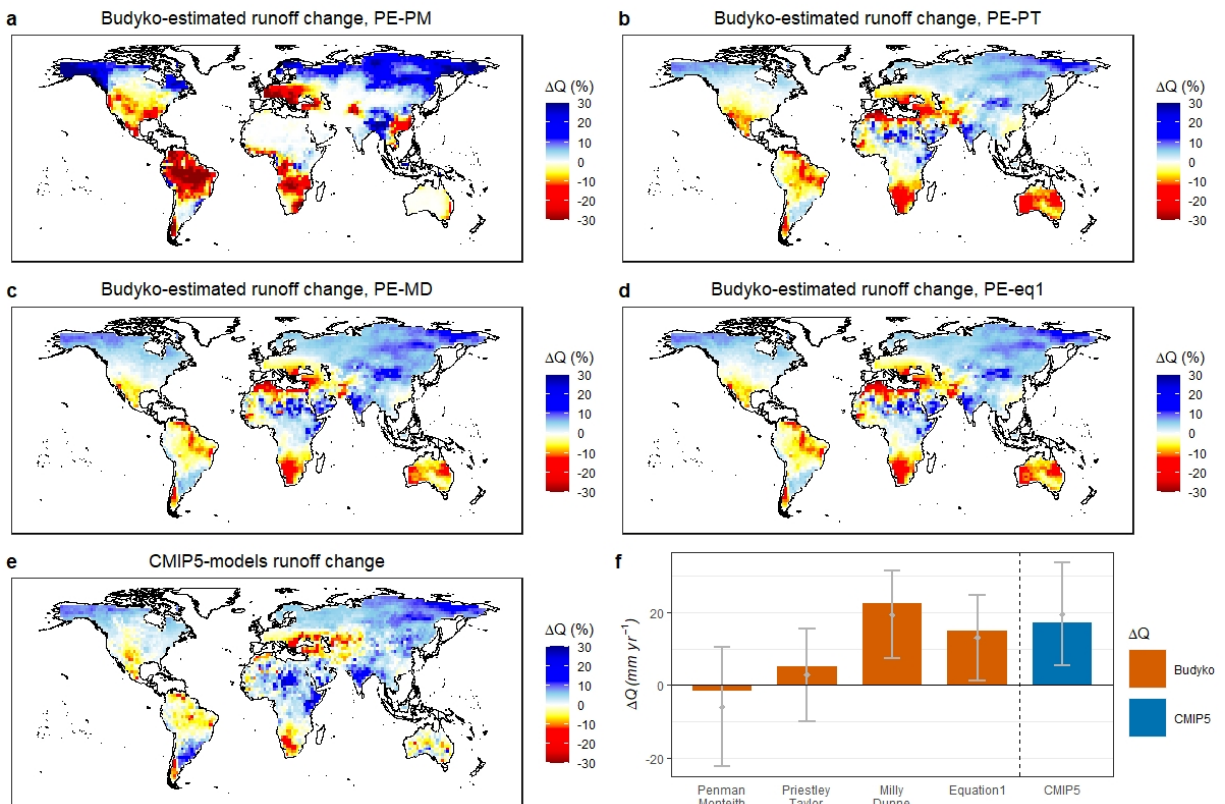 a Budyko-estimated runoff change, PE-PM
ΔQ (%)
30
20
10
0
-10
-20
-30
b Budyko-estimated runoff change, PE-PT
ΔQ (%)
30
20
10
0
-10
-20
-30
c Budyko-estimated runoff change, PE-MD
ΔQ (%)
30
20
10
0
-10
-20
-30
d Budyko-estimated runoff change, PE-eq1
ΔQ (%)
30
20
10
0
-10
-20
-30
e CMIP5-models runoff change
ΔQ (%)
30
20
10
0
-10
-20
-30
f
ΔQ (mm yr⁻¹)
20
0
-20
Penman
Monteith
Priestley
Taylor
Milly
Dunne
Equation1
CMIP5
ΔQ
Budyko
CMIP5